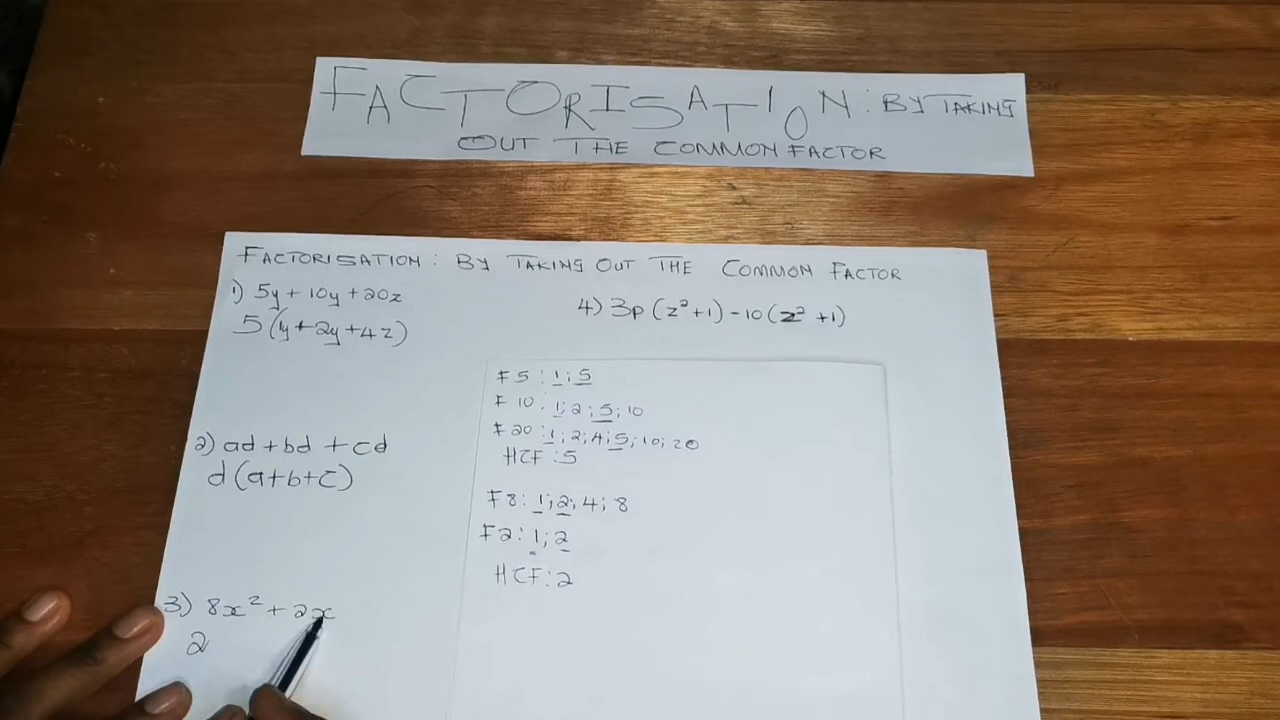 FACTORISATION: BY TAKING
OUT THE COMMON FACTOR
FACTORISATION: BY TAKING OUT THE COMMON FACTOR
1) 5y + 10y + 20z
5(y + 2y + 4z)
2) ad + bd + cd
d(a+b+c)
3) 8x² + 2x
2
4) 3p(z²+1) - 10(z²+1)
F5: 1; 5
F10: 1; 2; 5; 10
F20: 1; 2; 4; 5; 10; 20
HCF: 5
F8: 1; 2; 4; 8
F2: 1; 2
HCF: 2